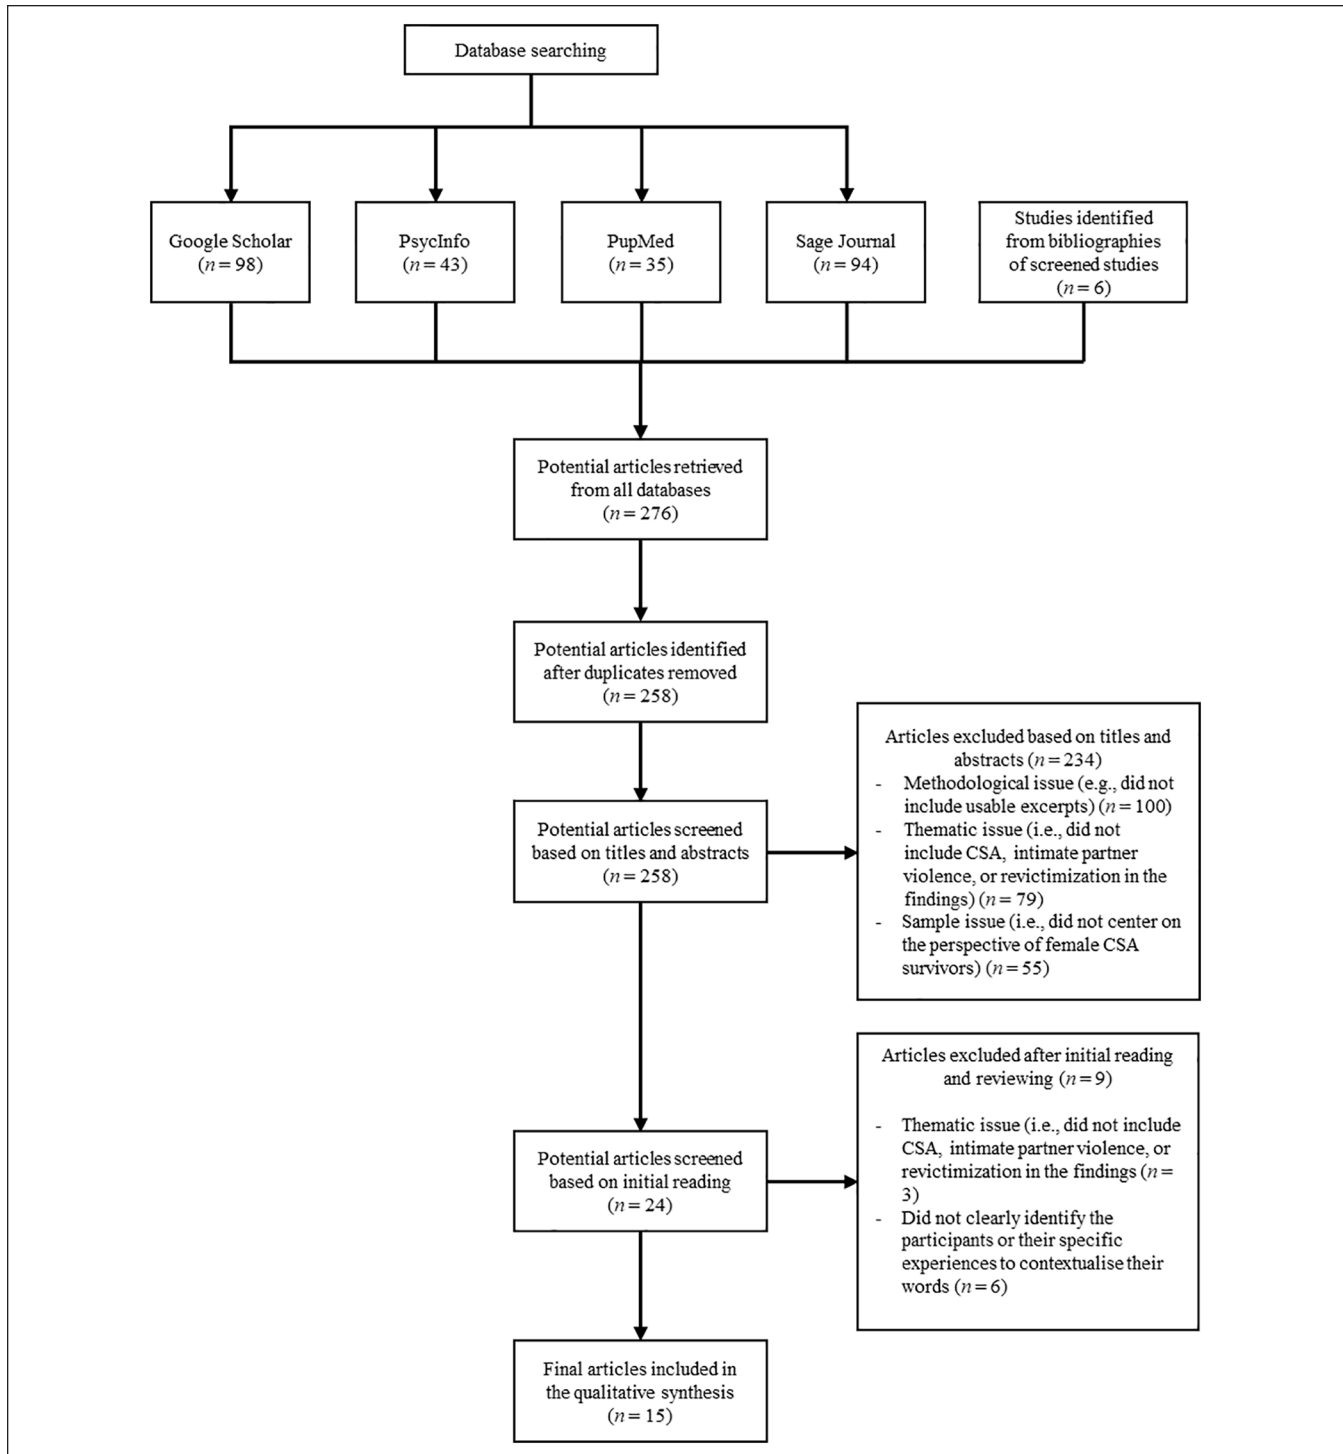 Database searching
Google Scholar
(n = 98)
PsycInfo
(n = 43)
PupMed
(n = 35)
Sage Journal
(n = 94)
Studies identified
from bibliographies
of screened studies
(n = 6)
Potential articles retrieved
from all databases
(n = 276)
Potential articles identified
after duplicates removed
(n = 258)
Potential articles screened
based on titles and abstracts
(n = 258)
Articles excluded based on titles and
abstracts (n = 234)
- Methodological issue (e.g., did not
include usable excerpts) (n = 100)
- Thematic issue (i.e., did not
include CSA, intimate partner
violence, or revictimization in the
findings) (n = 79)
- Sample issue (i.e., did not center on
the perspective of female CSA
survivors) (n = 55)
Potential articles screened
based on initial reading
(n = 24)
Articles excluded after initial reading
and reviewing (n = 9)
- Thematic issue (i.e., did not include
CSA, intimate partner violence, or
revictimization in the findings (n =
3)
- Did not clearly identify the
participants or their specific
experiences to contextualise their
words (n = 6)
Final articles included in
the qualitative synthesis
(n = 15)